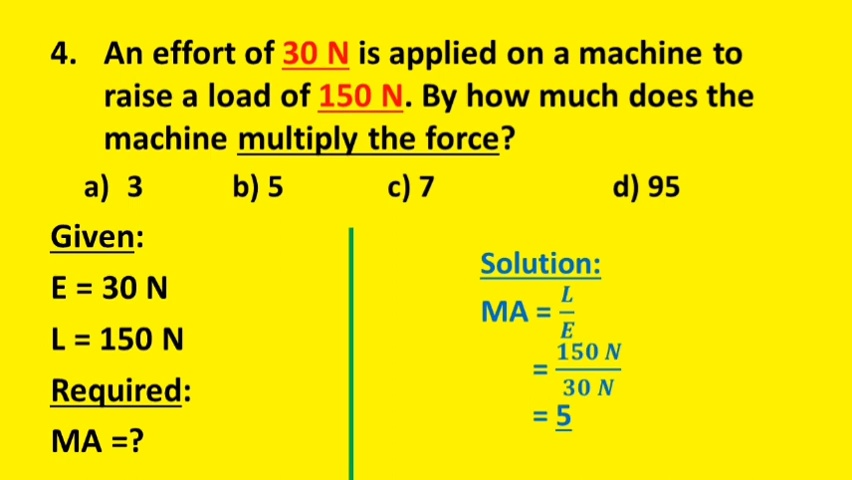 4. An effort of 30 N is applied on a machine to
raise a load of 150 N. By how much does the
machine multiply the force?
a) 3 b) 5 c) 7 d) 95
Given:
E = 30 N
L = 150 N
Required:
MA =?
Solution:
MA = L/E
= 150 N/30 N
= 5